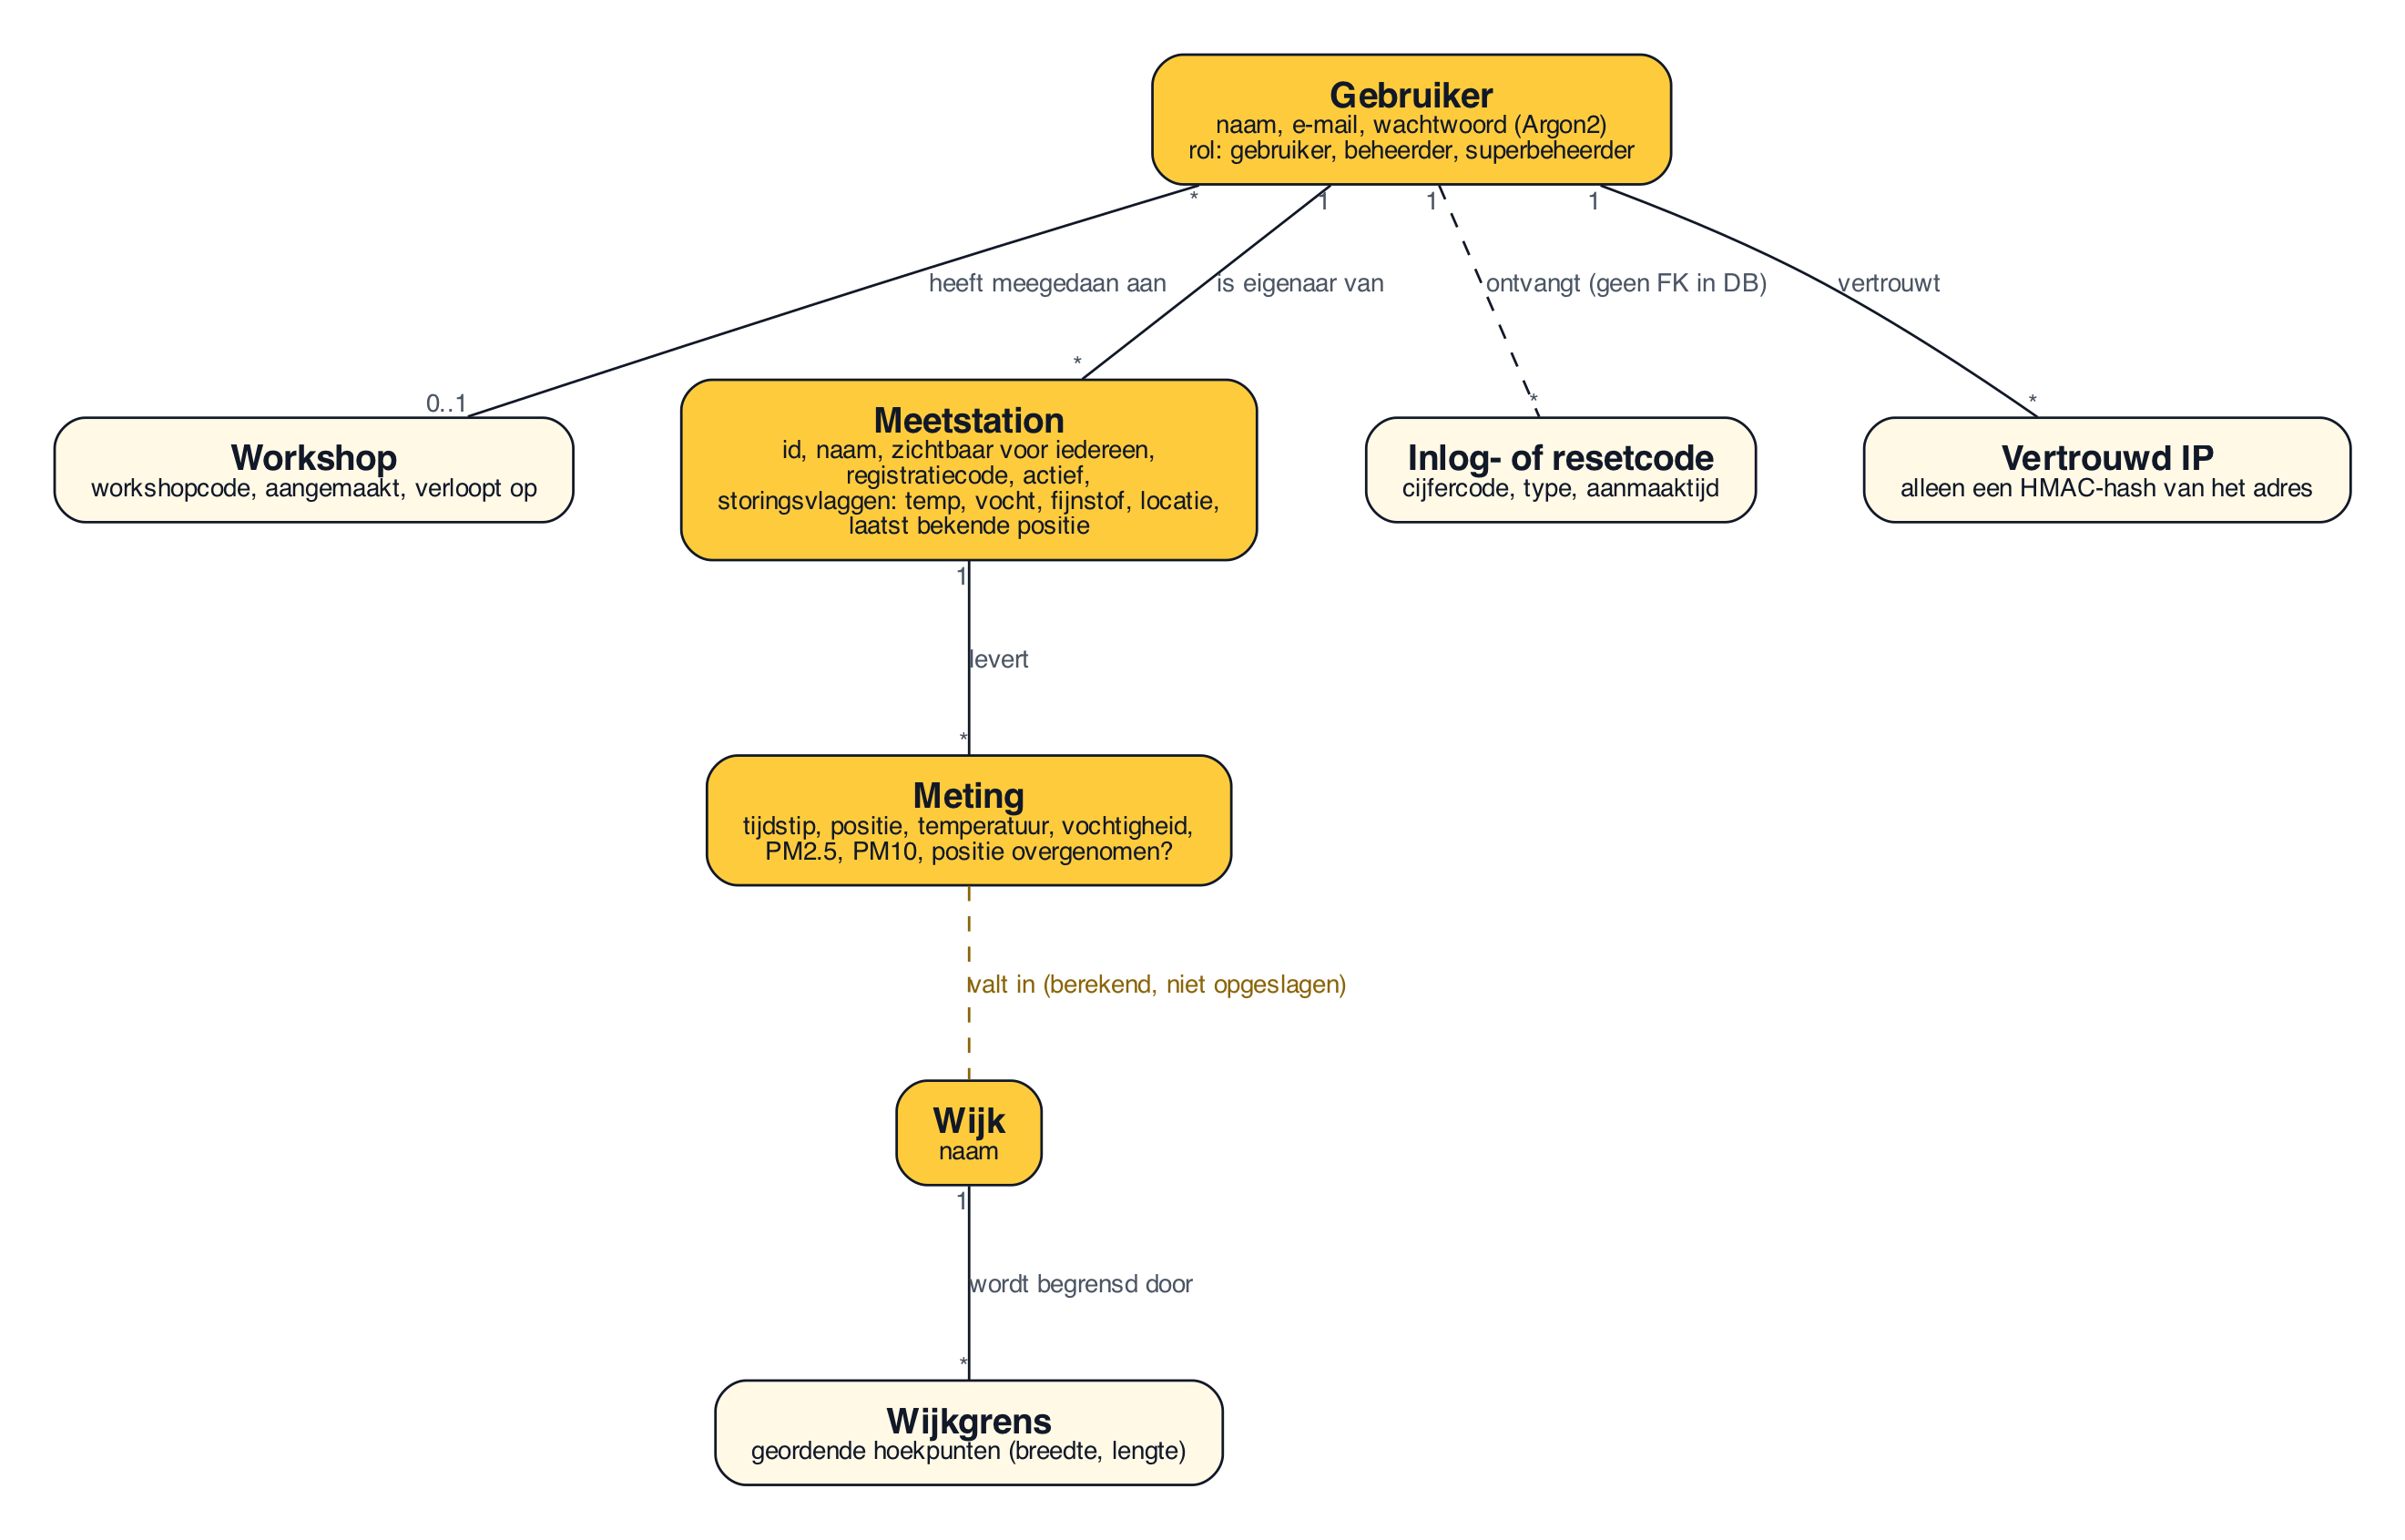 Gebruiker
naam, e-mail, wachtwoord (Argon2)
rol: gebruiker, beheerder, superbeheerder
*
1
1
1
heeft meegedaan aan
is eigenaar van
ontvangt (geen FK in DB)
vertrouwt
0..1
*
*
*
Workshop
workshopcode, aangemaakt, verloopt op
Meetstation
id, naam, zichtbaar voor iedereen,
registratiecode, actief,
storingsvlaggen: temp, vocht, fijnstof, locatie,
laatst bekende positie
Inlog- of resetcode
cijfercode, type, aanmaaktijd
Vertrouwd IP
alleen een HMAC-hash van het adres
1
levert
*
Meting
tijdstip, positie, temperatuur, vochtigheid,
PM2.5, PM10, positie overgenomen?
valt in (berekend, niet opgeslagen)
Wijk
naam
1
wordt begrensd door
*
Wijkgrens
geordende hoekpunten (breedte, lengte)